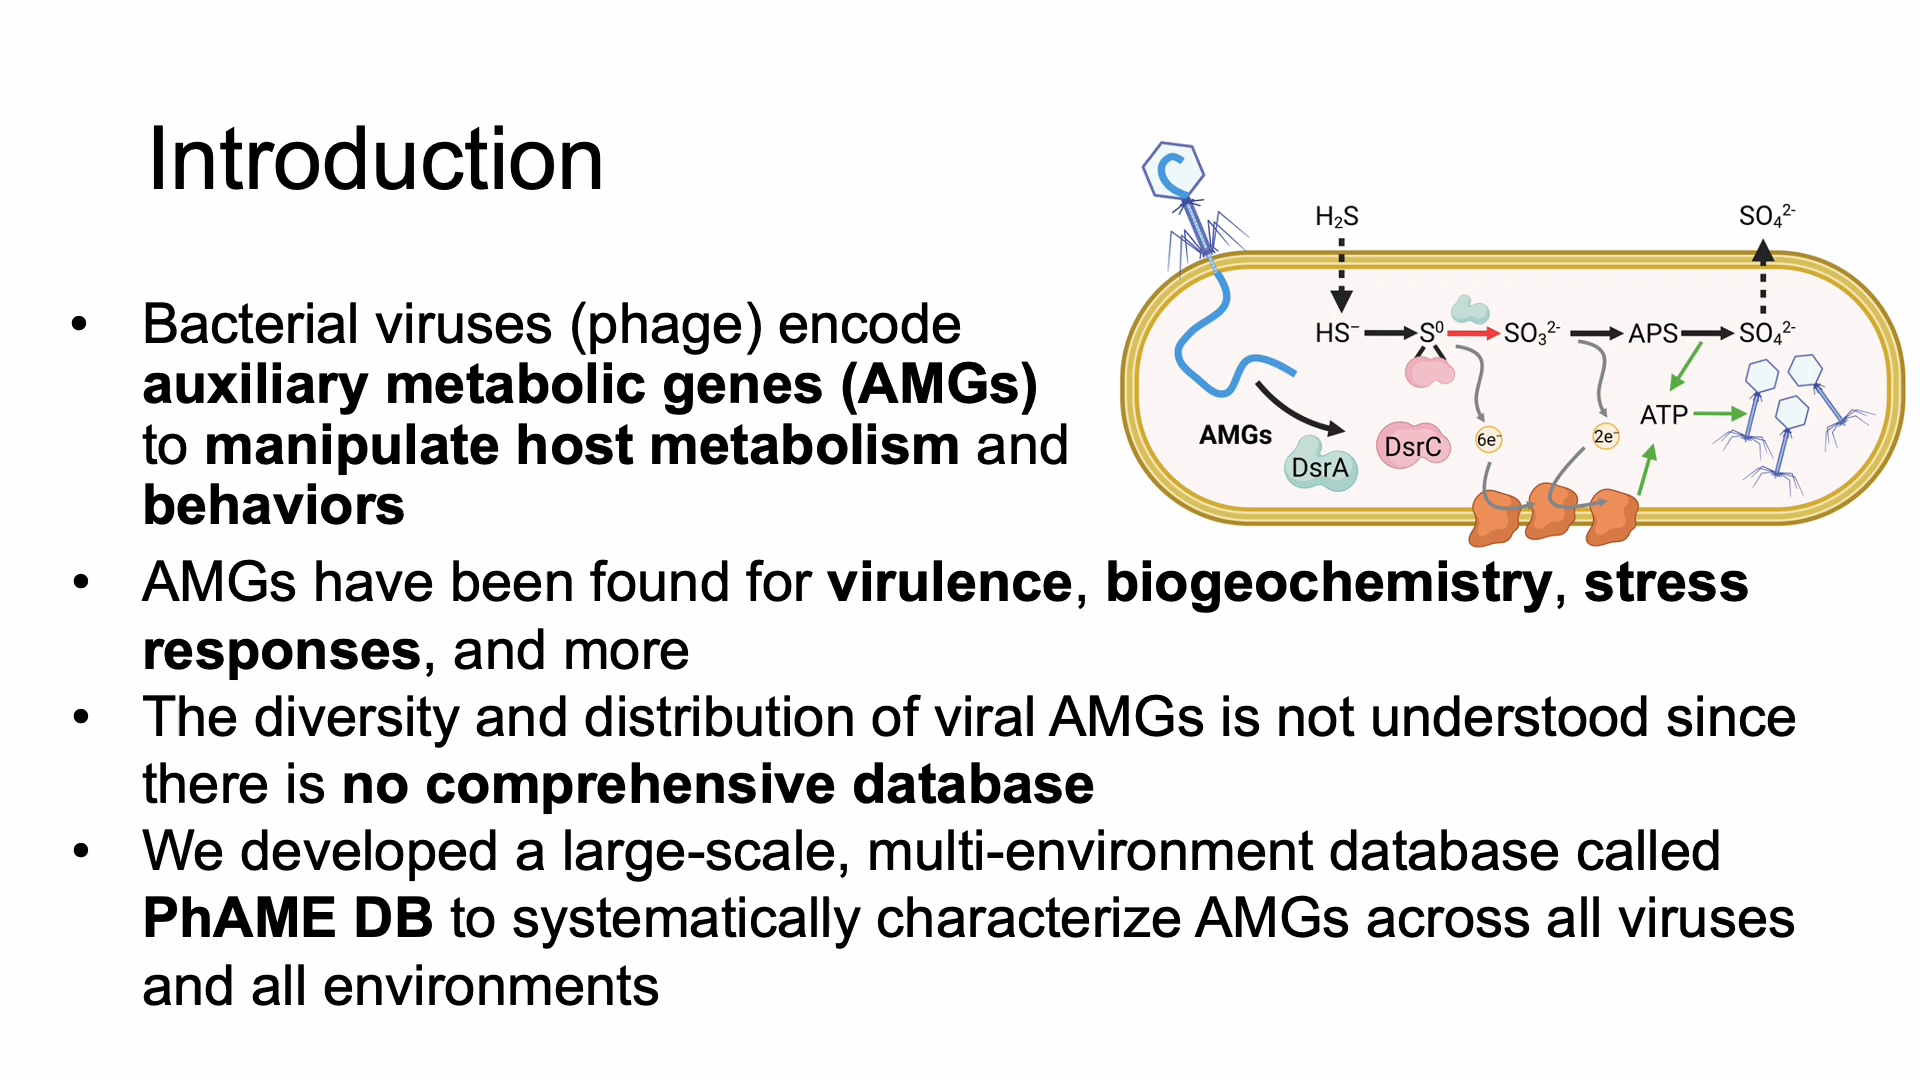 Introduction
• Bacterial viruses (phage) encode
auxiliary metabolic genes (AMGs)
to manipulate host metabolism and
behaviors
• AMGs have been found for virulence, biogeochemistry, stress
responses, and more
• The diversity and distribution of viral AMGs is not understood since
there is no comprehensive database
• We developed a large-scale, multi-environment database called
PhAME DB to systematically characterize AMGs across all viruses
and all environments
H₂S SO₄²⁻
HS⁻ S⁰ SO₃²⁻ APS SO₄²⁻
ATP
AMGs DsrA DsrC 6e⁻ 2e⁻